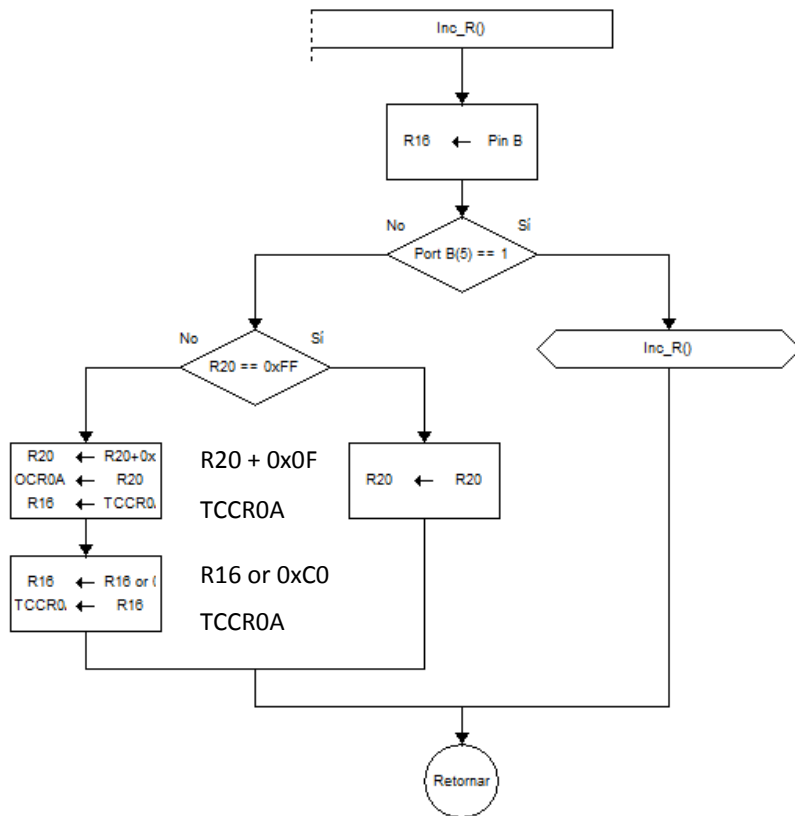 Inc_R()
R16 ← Pin B
No
Sí
Port B(5) == 1
No
Sí
R20 == 0xFF
Inc_R()
R20 ← R20+0x
OCR0A ← R20
R16 ← TCCR0
R20 + 0x0F
TCCR0A
R20 ← R20
R16 ← R16 or
TCCR0 ← R16
R16 or 0xC0
TCCR0A
Retornar